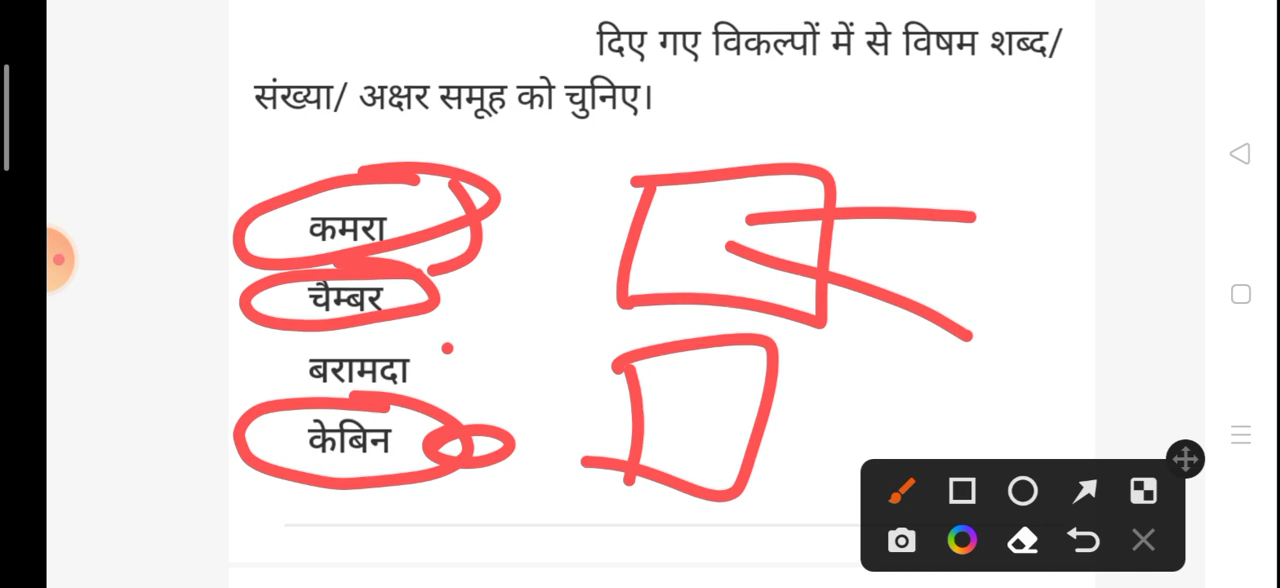 दिए गए विकल्पों में से विषम शब्द/
संख्या/ अक्षर समूह को चुनिए।
कमरा
चैम्बर
बरामदा
केबिन